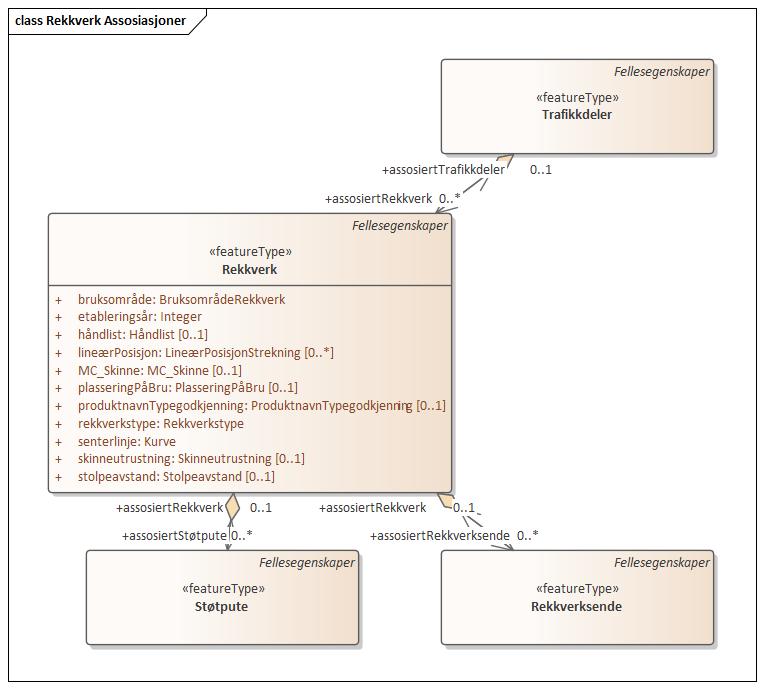 class Rekkverk Assosiasjoner
Fellesegenskaper
«featureType»
Trafikkdeler
+assosiertTrafikkdeler 0..1
+assosiertRekkverk 0..*
Fellesegenskaper
«featureType»
Rekkverk
+ bruksområde: BruksområdeRekkverk
+ etableringsår: Integer
+ håndlist: Håndlist [0..1]
+ lineærPosisjon: LineærPosisjonStrekning [0..*]
+ MC_Skinne: MC_Skinne [0..1]
+ plasseringPåBru: PlasseringPåBru [0..1]
+ produktnavnTypegodkjenning: ProduktnavnTypegodkjenning [0..1]
+ rekkverkstype: Rekkverkstype
+ senterlinje: Kurve
+ skinneutrustning: Skinneutrustning [0..1]
+ stolpeavstand: Stolpeavstand [0..1]
+assosiertRekkverk 0..1
+assosiertRekkverk 0..1
+assosiertStøtpute 0..*
+assosiertRekkverksende 0..*
Fellesegenskaper
«featureType»
Støtpute
Fellesegenskaper
«featureType»
Rekkverksende